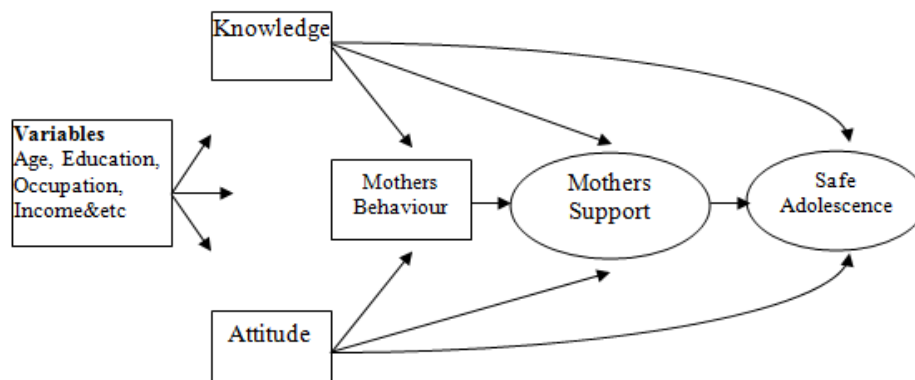 Knowledge
Variables
Age, Education,
Occupation,
Income&etc
Mothers
Behaviour
Mothers
Support
Safe
Adolescence
Attitude